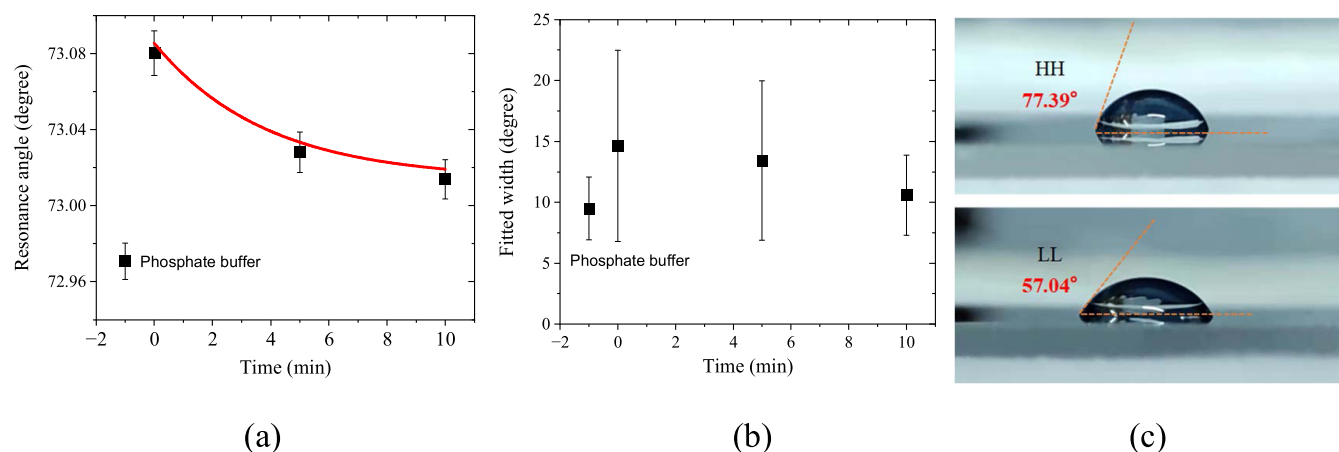 Resonance angle (degree)
73.08
73.04
73.00
72.96
Phosphate buffer
−2
0
2
4
6
8
10
Time (min)
(a)
Fitted width (degree)
25
20
15
10
5
0
Phosphate buffer
−2
0
2
4
6
8
10
Time (min)
(b)
HH
77.39°
LL
57.04°
(c)